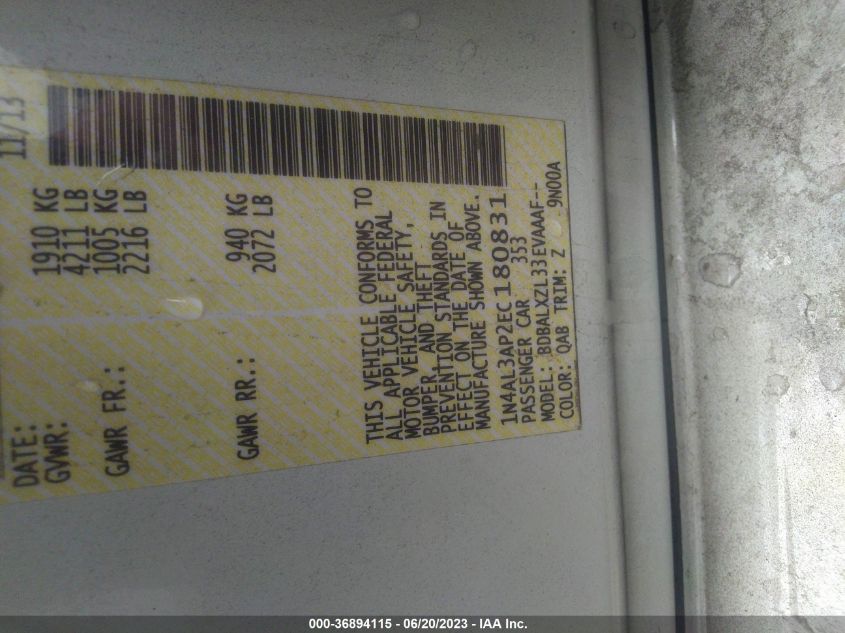 DATE: 11/13
GVWR: 1910 KG
4211 LB
GAWR FR.: 1005 KG
2216 LB
GAWR RR.: 940 KG
2072 LB
THIS VEHICLE CONFORMS TO
ALL APPLICABLE FEDERAL
MOTOR VEHICLE SAFETY,
BUMPER, AND THEFT
PREVENTION STANDARDS IN
EFFECT ON THE DATE OF
MANUFACTURE SHOWN ABOVE.
1N4AL3AP2EC180831
PASSENGER CAR 353
MODEL: BDBALXZL33EVAAAF--
COLOR: QAB TRIM: Z 9N00A
000-36894115 - 06/20/2023 - IAA Inc.